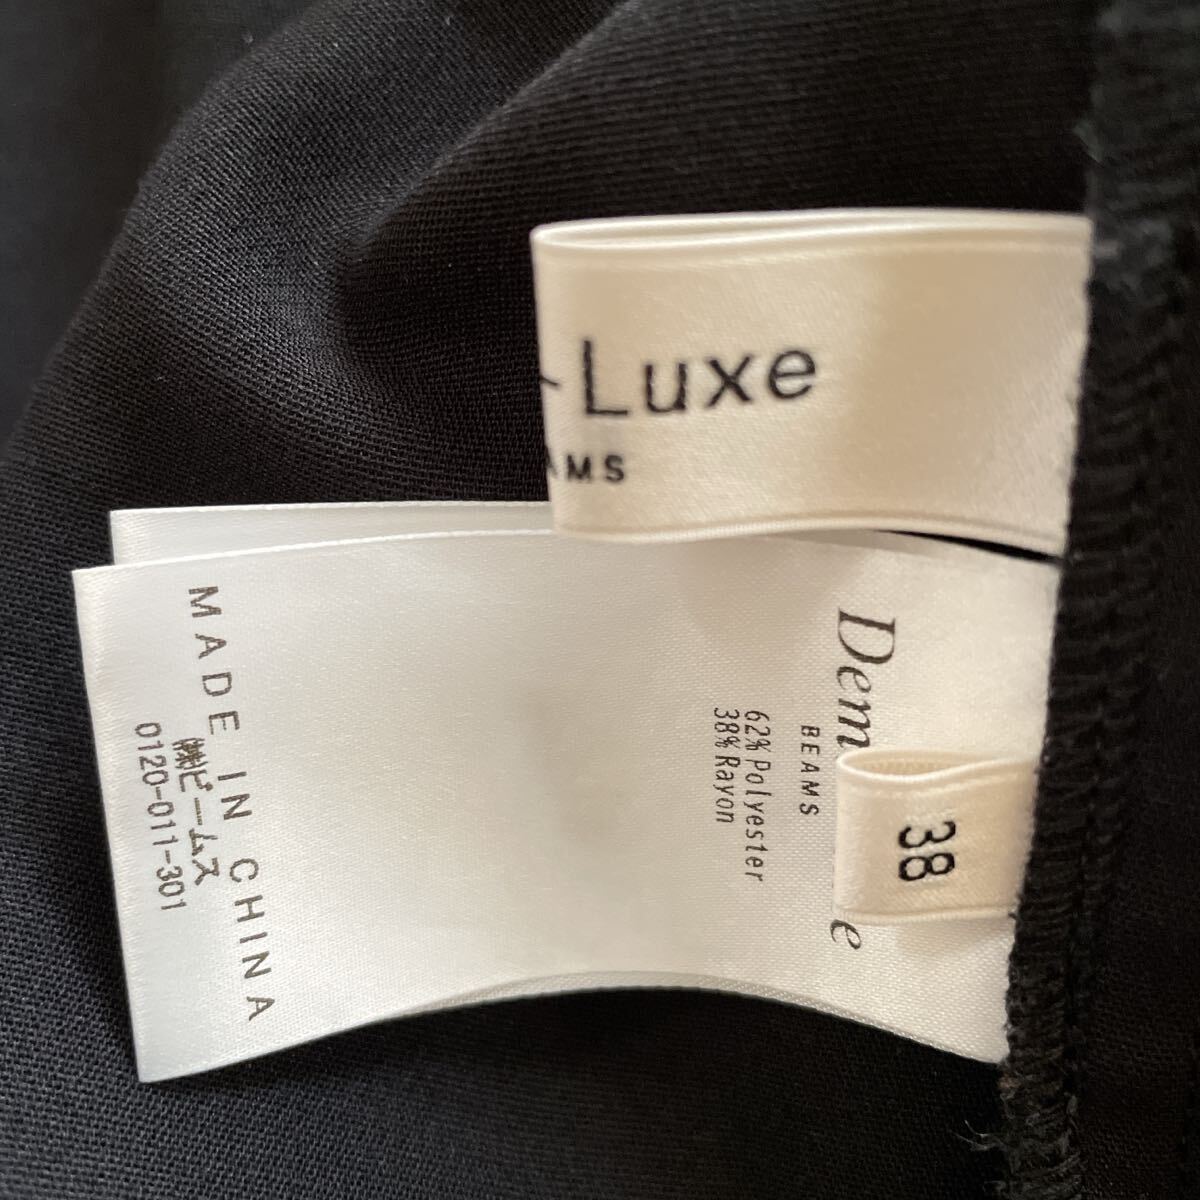 Luxe
AMS
Dem
e
BEAMS
62% Polyester
38% Rayon
38
MADE IN CHINA
㈱ビームス
0120-011-301